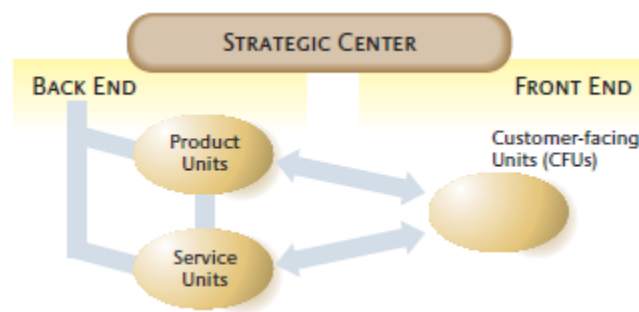 STRATEGIC CENTER
BACK END
FRONT END
Product
Units
Customer-facing
Units (CFUs)
Service
Units